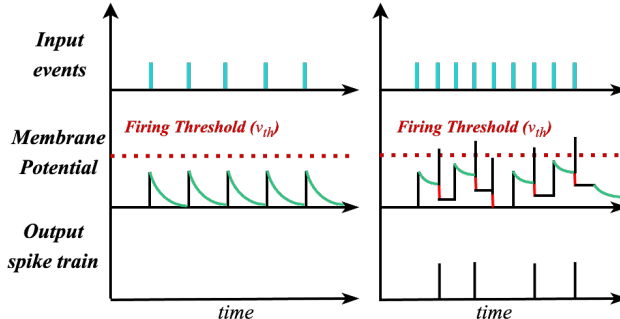 Input
events
Firing Threshold (vth)
Firing Threshold (vth)
Membrane
Potential
Output
spike train
time
time